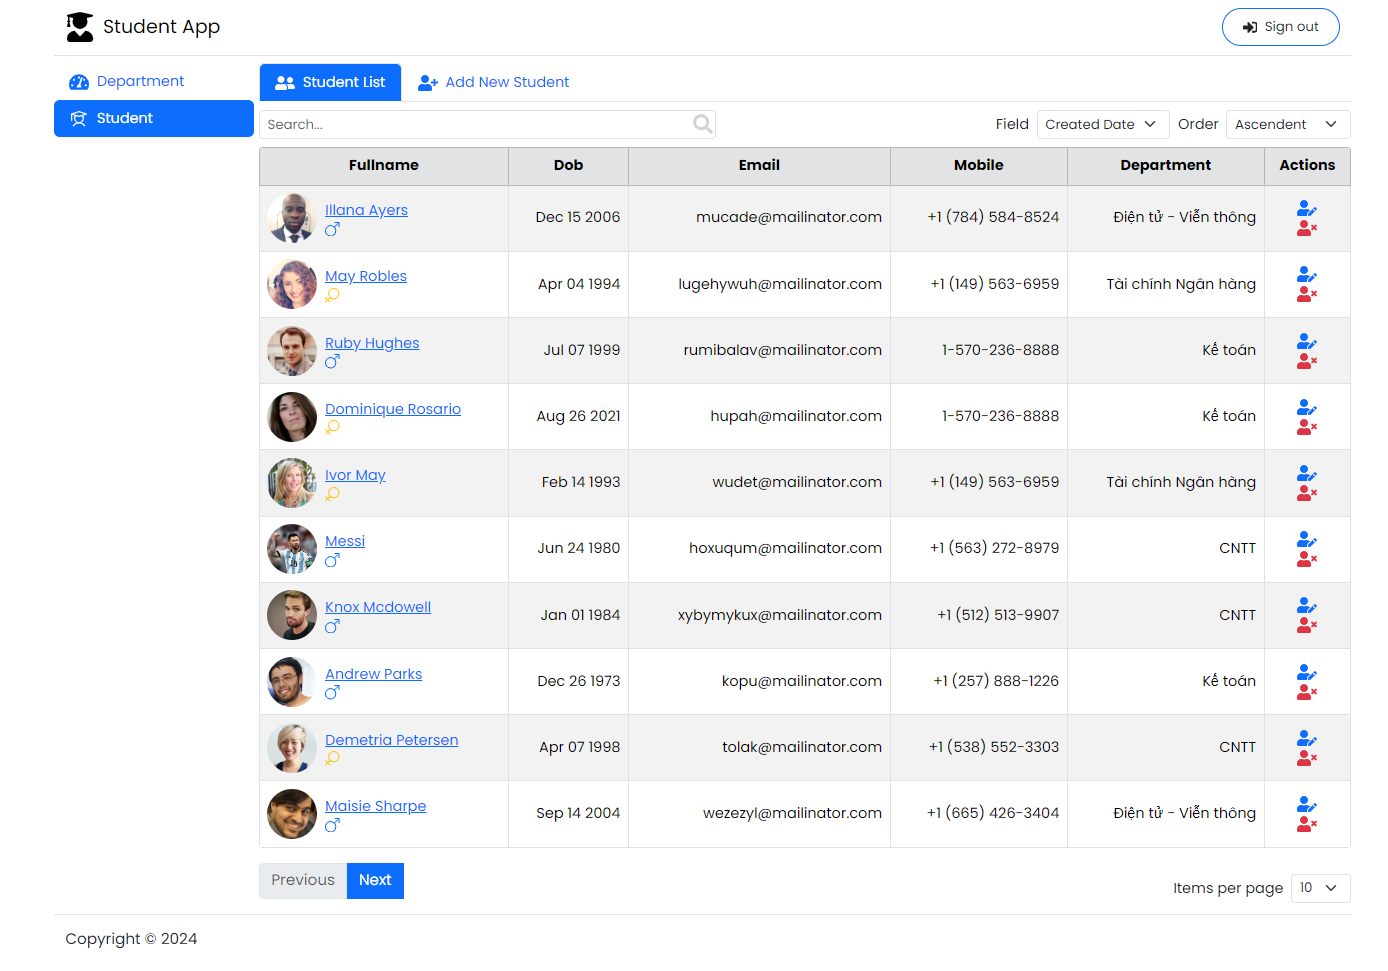 Student App
Sign out
Department
Student
Student List
Add New Student
Search...
Field Created Date Order Ascendent
Fullname Dob Email Mobile Department Actions
Illana Ayers Dec 15 2006 mucade@mailinator.com +1 (784) 584-8524 Điện tử - Viễn thông
May Robles Apr 04 1994 lugehywuh@mailinator.com +1 (149) 563-6959 Tài chính Ngân hàng
Ruby Hughes Jul 07 1999 rumibalav@mailinator.com 1-570-236-8888 Kế toán
Dominique Rosario Aug 26 2021 hupah@mailinator.com 1-570-236-8888 Kế toán
Ivor May Feb 14 1993 wudet@mailinator.com +1 (149) 563-6959 Tài chính Ngân hàng
Messi Jun 24 1980 hoxuqum@mailinator.com +1 (563) 272-8979 CNTT
Knox Mcdowell Jan 01 1984 xybymykux@mailinator.com +1 (512) 513-9907 CNTT
Andrew Parks Dec 26 1973 kopu@mailinator.com +1 (257) 888-1226 Kế toán
Demetria Petersen Apr 07 1998 tolak@mailinator.com +1 (538) 552-3303 CNTT
Maisie Sharpe Sep 14 2004 wezezyl@mailinator.com +1 (665) 426-3404 Điện tử - Viễn thông
Previous Next
Items per page 10
Copyright © 2024